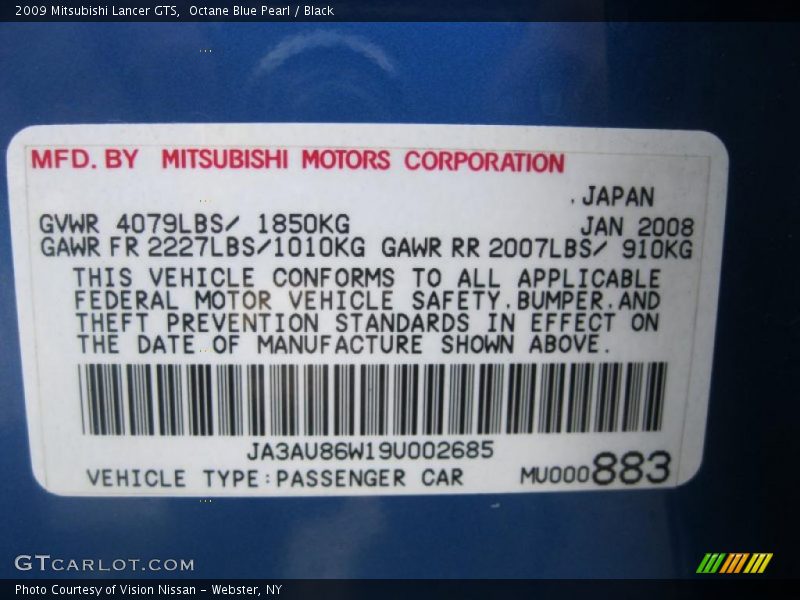 2009 Mitsubishi Lancer GTS,  Octane Blue Pearl / Black
MFD. BY MITSUBISHI MOTORS CORPORATION
.JAPAN
GVWR 4079LBS/ 1850KG JAN 2008
GAWR FR 2227LBS/1010KG GAWR RR 2007LBS/ 910KG
THIS VEHICLE CONFORMS TO ALL APPLICABLE
FEDERAL MOTOR VEHICLE SAFETY.BUMPER.AND
THEFT PREVENTION STANDARDS IN EFFECT ON
THE DATE OF MANUFACTURE SHOWN ABOVE.
JA3AU86W19U002685
VEHICLE TYPE:PASSENGER CAR MU000883
GTCARLOT.COM
Photo Courtesy of Vision Nissan - Webster, NY